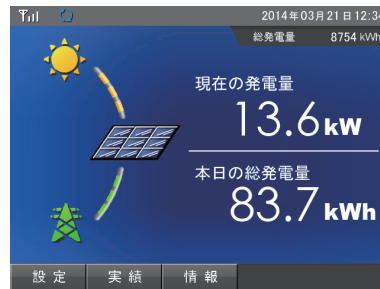 2014年03月21日12:34
総発電量 8754 kWh
現在の発電量
13.6kW
本日の総発電量
83.7kWh
設定 実績 情報